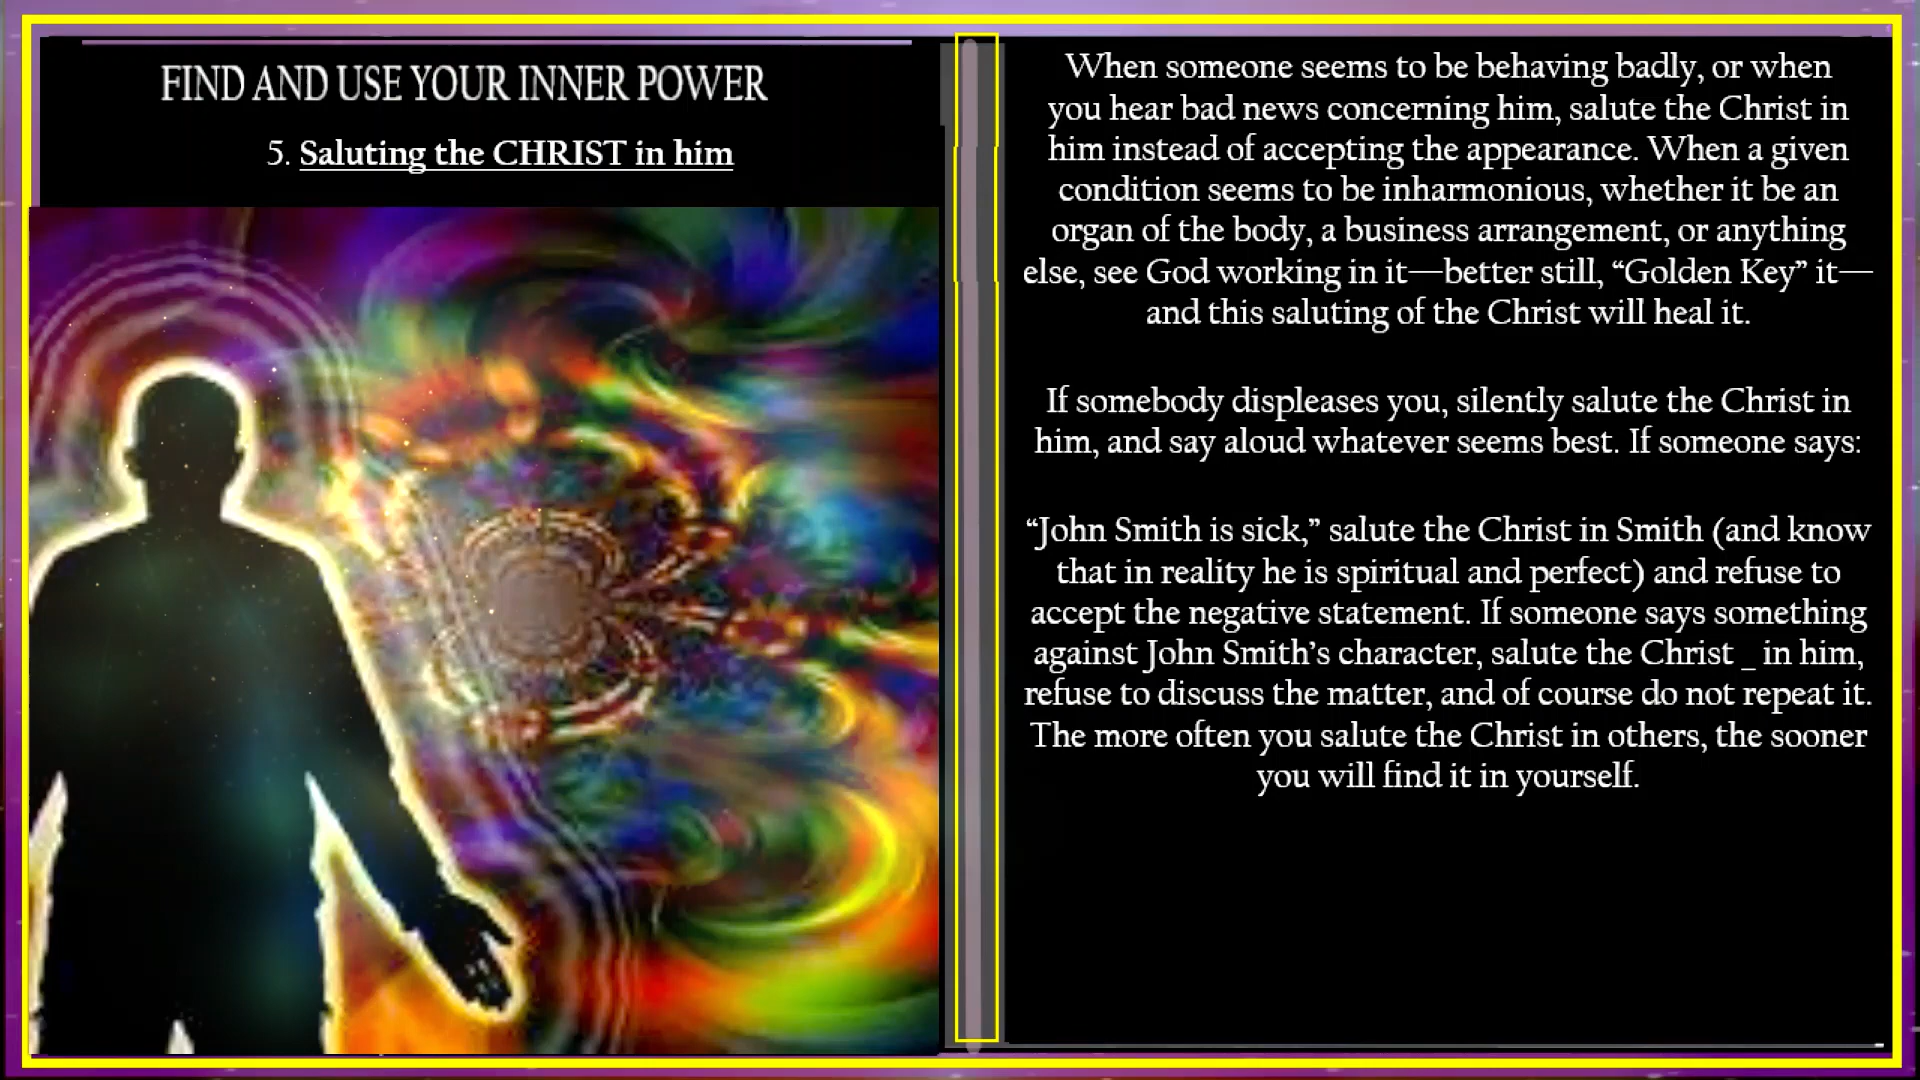 FIND AND USE YOUR INNER POWER
5. Saluting the CHRIST in him
When someone seems to be behaving badly, or when
you hear bad news concerning him, salute the Christ in
him instead of accepting the appearance. When a given
condition seems to be inharmonious, whether it be an
organ of the body, a business arrangement, or anything
else, see God working in it—better still, “Golden Key” it—
and this saluting of the Christ will heal it.
If somebody displeases you, silently salute the Christ in
him, and say aloud whatever seems best. If someone says:
“John Smith is sick,” salute the Christ in Smith (and know
that in reality he is spiritual and perfect) and refuse to
accept the negative statement. If someone says something
against John Smith’s character, salute the Christ _ in him,
refuse to discuss the matter, and of course do not repeat it.
The more often you salute the Christ in others, the sooner
you will find it in yourself.